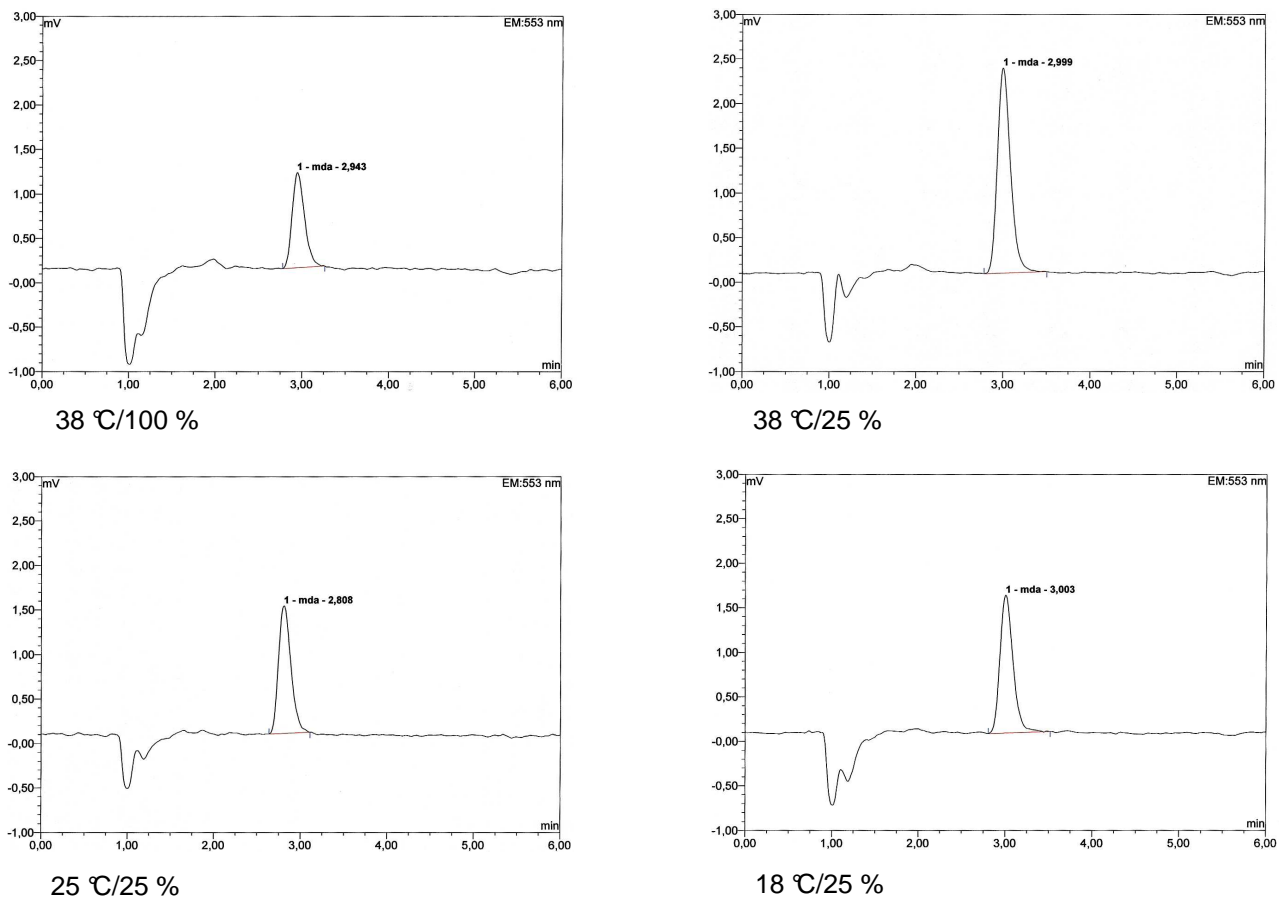 3,00
mV
EM:553 nm
2,50
2,00
1,50
1 - mda - 2,943
1,00
0,50
-0,00
-0,50
min
-1,00
0,00 1,00 2,00 3,00 4,00 5,00 6,00
38 °C/100 %
3,00
mV
EM:553 nm
2,50
1 - mda - 2,999
2,00
1,50
1,00
0,50
-0,00
-0,50
min
-1,00
0,00 1,00 2,00 3,00 4,00 5,00 6,00
38 °C/25 %
3,00
mV
EM:553 nm
2,50
2,00
1 - mda - 2,808
1,50
1,00
0,50
-0,00
-0,50
min
-1,00
0,00 1,00 2,00 3,00 4,00 5,00 6,00
25 °C/25 %
3,00
mV
EM:553 nm
2,50
2,00
1 - mda - 3,003
1,50
1,00
0,50
-0,00
-0,50
min
-1,00
0,00 1,00 2,00 3,00 4,00 5,00 6,00
18 °C/25 %